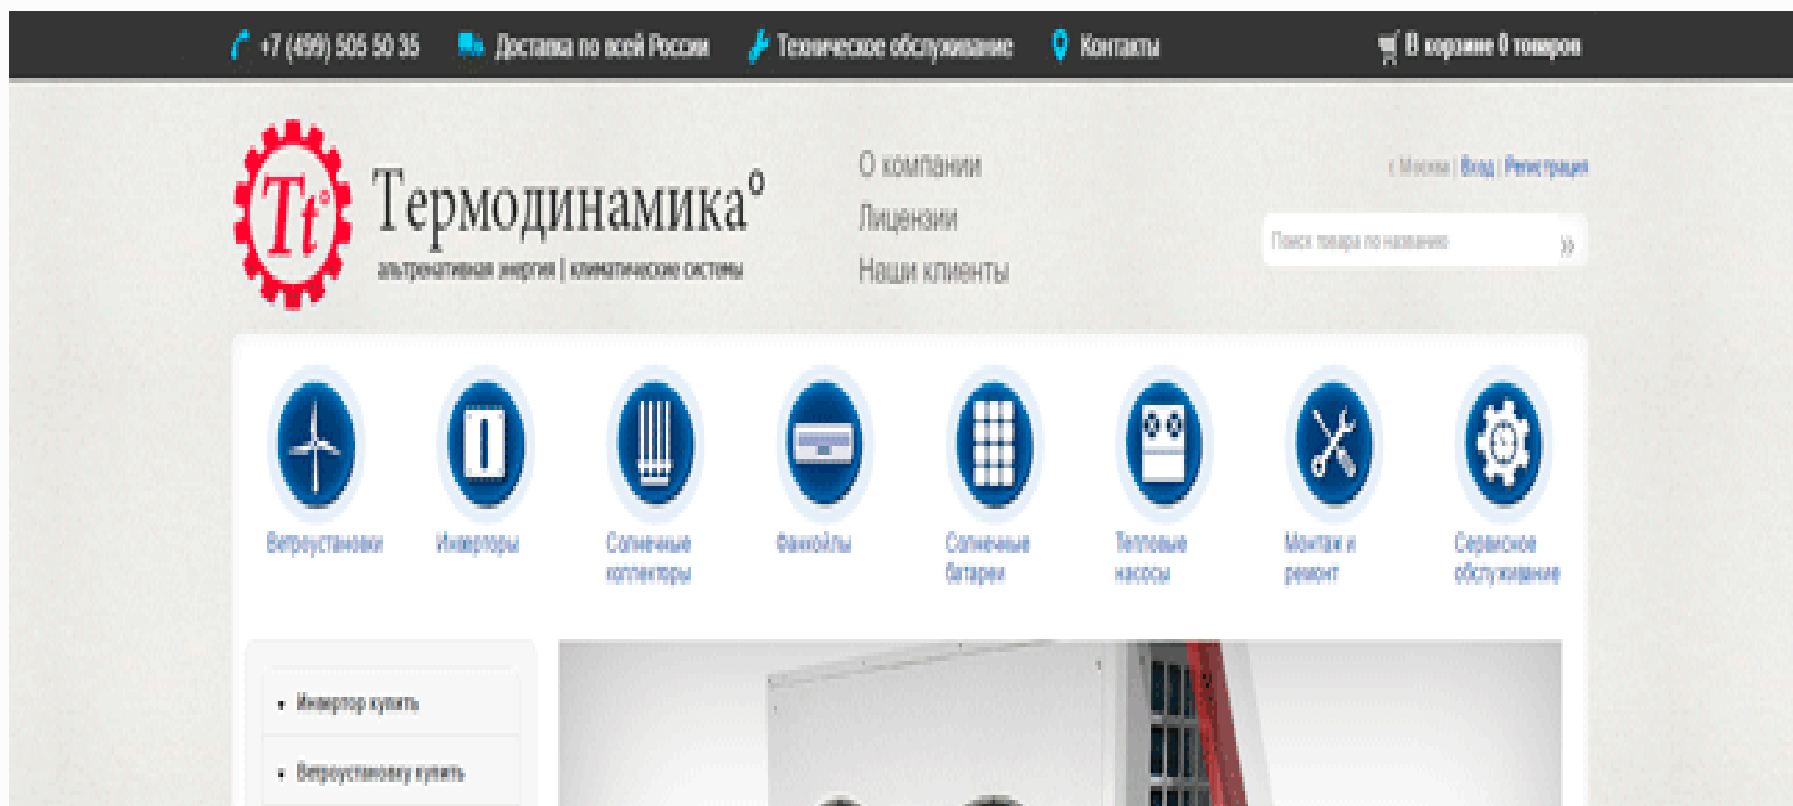 +7 (499) 505 50 35 Доставка по всей России Техническое обслуживание Контакты В корзине 0 товаров
Tt°
Термодинамика°
альтренативная энергия | климатические системы
О компании
Лицензии
Наши клиенты
г. Москва | Вход | Регистрация
Поиск товара по названию »
Ветроустановки
Инверторы
Солнечные
коллекторы
Фанкойлы
Солнечные
батареи
Тепловые
насосы
Монтаж и
ремонт
Сервисное
обслуживание
Инвертор купить
Ветроустановку купить